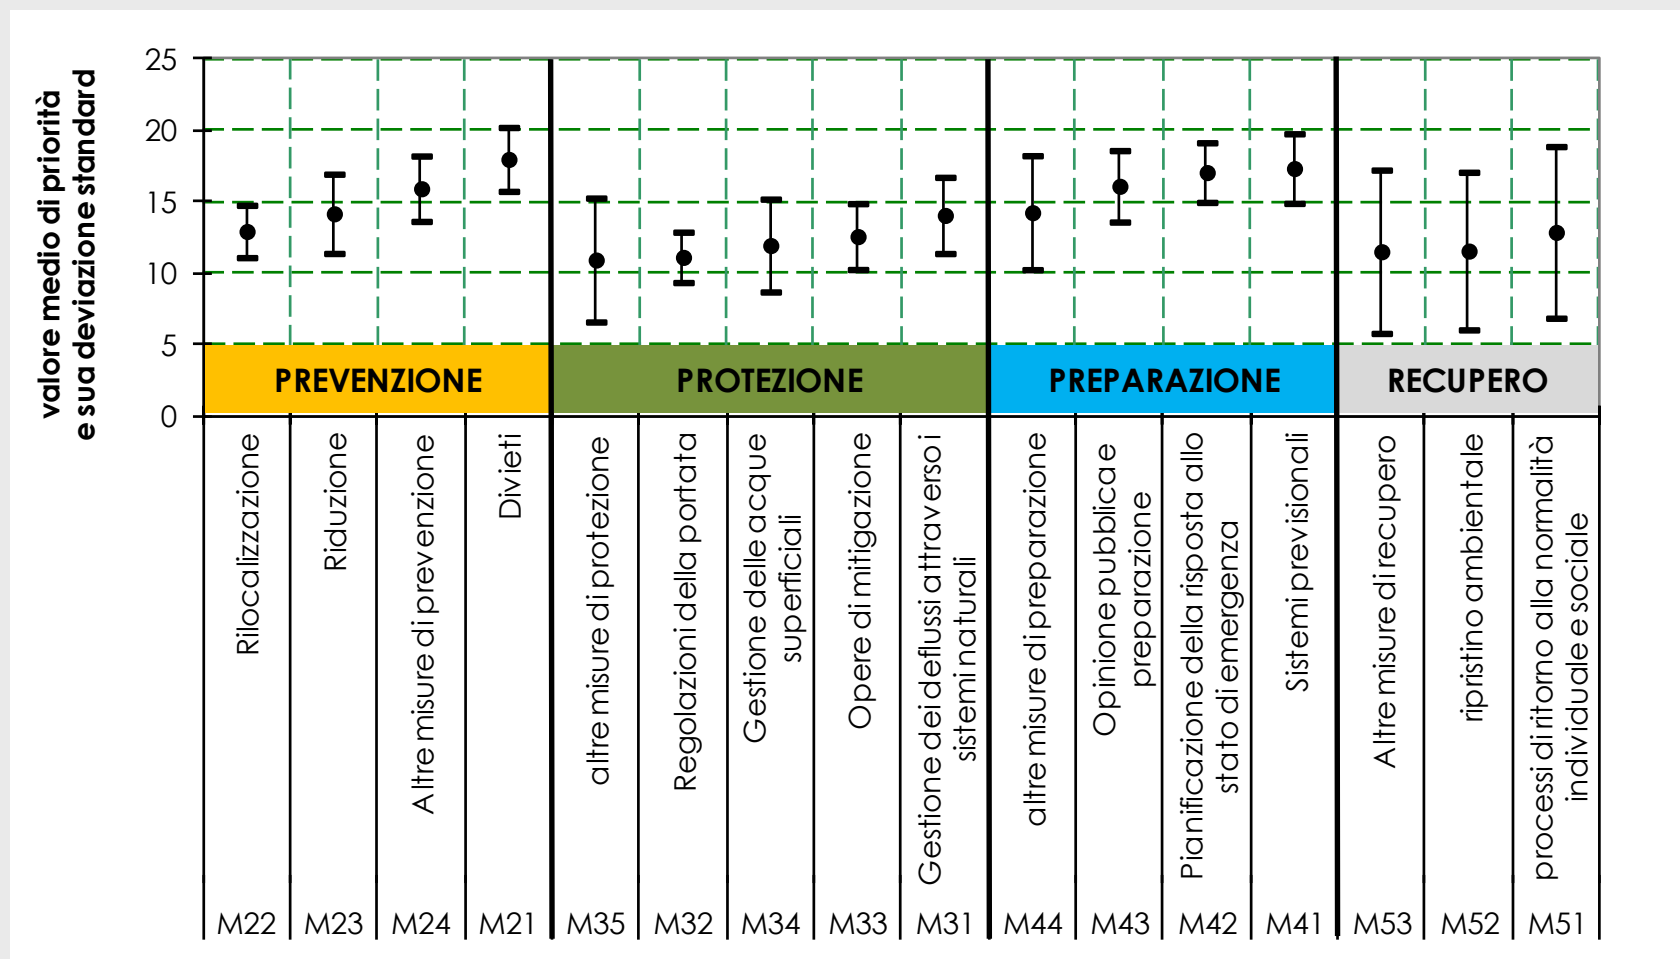 valore medio di priorità
e sua deviazione standard
25
20
15
10
5
0
PREVENZIONE
PROTEZIONE
PREPARAZIONE
RECUPERO
Rilocalizzazione
Riduzione
Altre misure di prevenzione
Divieti
altre misure di protezione
Regolazioni della portata
Gestione delle acque
superficiali
Opere di mitigazione
Gestione dei deflussi attraverso i
sistemi naturali
altre misure di preparazione
Opinione pubblica e
preparazione
Pianificazione della risposta allo
stato di emergenza
Sistemi previsionali
Altre misure di recupero
ripristino ambientale
processi di ritorno alla normalità
individuale e sociale
M22
M23
M24
M21
M35
M32
M34
M33
M31
M44
M43
M42
M41
M53
M52
M51